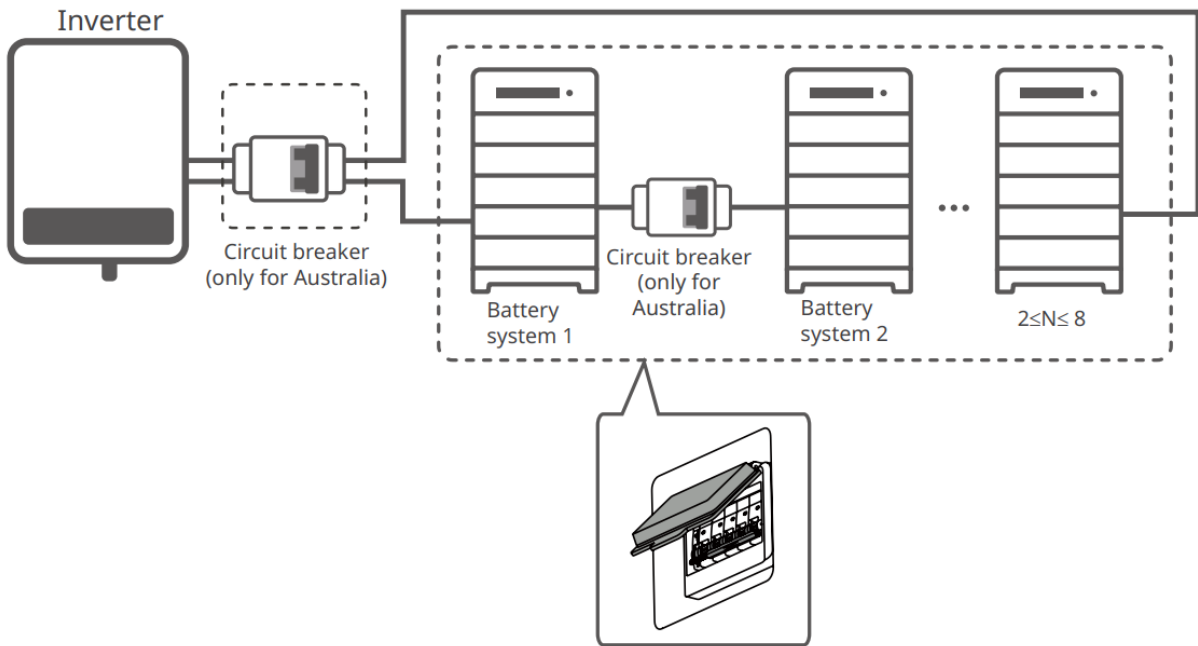 Inverter
Circuit breaker
(only for Australia)
Battery
system 1
Circuit breaker
(only for
Australia)
Battery
system 2
2≤N≤ 8